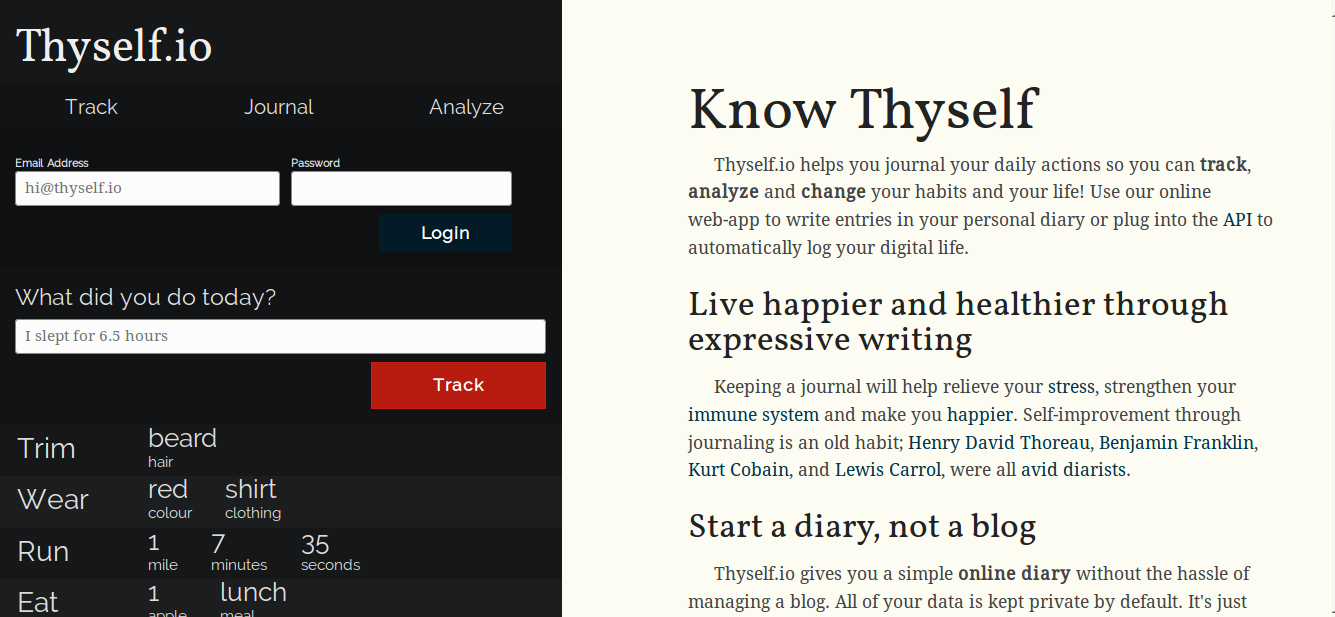 Thyself.io
Track Journal Analyze
Email Address Password
hi@thyself.io
Login
What did you do today?
I slept for 6.5 hours
Track
Trim beard
hair
Wear red shirt
colour clothing
Run 1 7 35
mile minutes seconds
Eat 1 lunch
apple meal
Know Thyself
Thyself.io helps you journal your daily actions so you can track,
analyze and change your habits and your life! Use our online
web-app to write entries in your personal diary or plug into the API to
automatically log your digital life.
Live happier and healthier through
expressive writing
Keeping a journal will help relieve your stress, strengthen your
immune system and make you happier. Self-improvement through
journaling is an old habit; Henry David Thoreau, Benjamin Franklin,
Kurt Cobain, and Lewis Carrol, were all avid diarists.
Start a diary, not a blog
Thyself.io gives you a simple online diary without the hassle of
managing a blog. All of your data is kept private by default. It's just